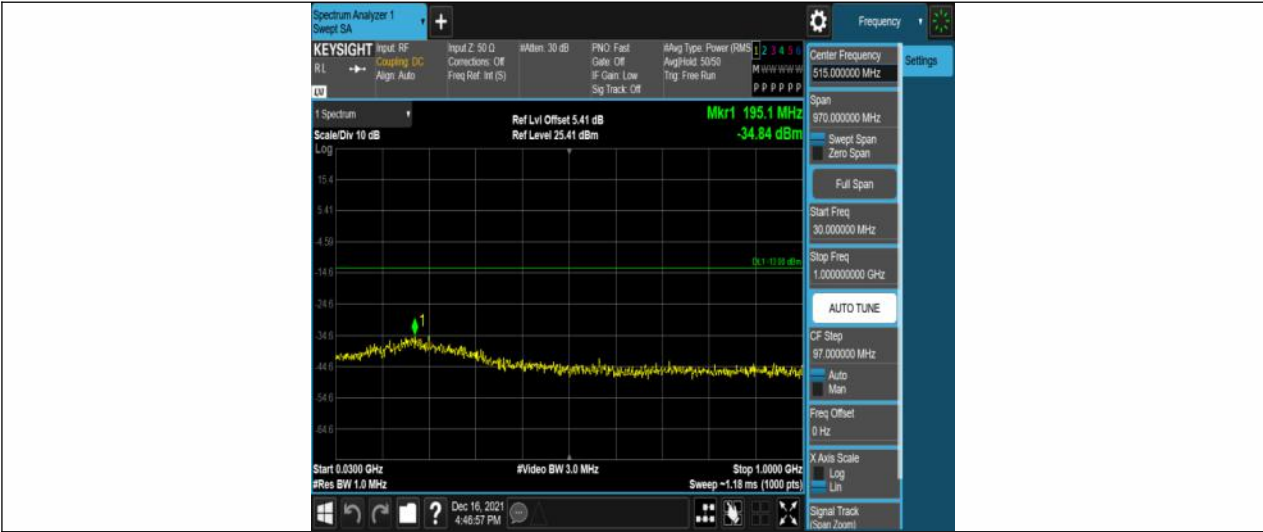 Spectrum Analyzer 1
Swept SA
Frequency
KEYSIGHT
Input: RF
Coupling: DC
Align: Auto
Input Z: 50 Ω
Corrections: Off
Freq Ref: Int (S)
#Atten: 30 dB
PNO: Fast
Gate: Off
IF Gain: Low
Sig Track: Off
#Avg Type: Power (RMS
Avg|Hold: 50/50
Trig: Free Run
1 2 3 4 5 6
M W W W W W
P P P P P P
RL
Center Frequency
515.000000 MHz
Settings
1 Spectrum
Scale/Div 10 dB
Ref Lvl Offset 5.41 dB
Ref Level 25.41 dBm
Mkr1 195.1 MHz
-34.84 dBm
Span
970.000000 MHz
Swept Span
Zero Span
Full Span
Start Freq
30.000000 MHz
Stop Freq
1.000000000 GHz
AUTO TUNE
CF Step
97.000000 MHz
Auto
Man
Freq Offset
0 Hz
X Axis Scale
Log
Lin
Signal Track
(Span Zoom)
Log
15.4
5.41
-4.59
DL1 -13.00 dBm
-14.6
-24.6
1
-34.6
-44.6
-54.6
-64.6
Start 0.0300 GHz
#Res BW 1.0 MHz
#Video BW 3.0 MHz
Stop 1.0000 GHz
Sweep ~1.18 ms (1000 pts)
?
Dec 16, 2021
4:46:57 PM